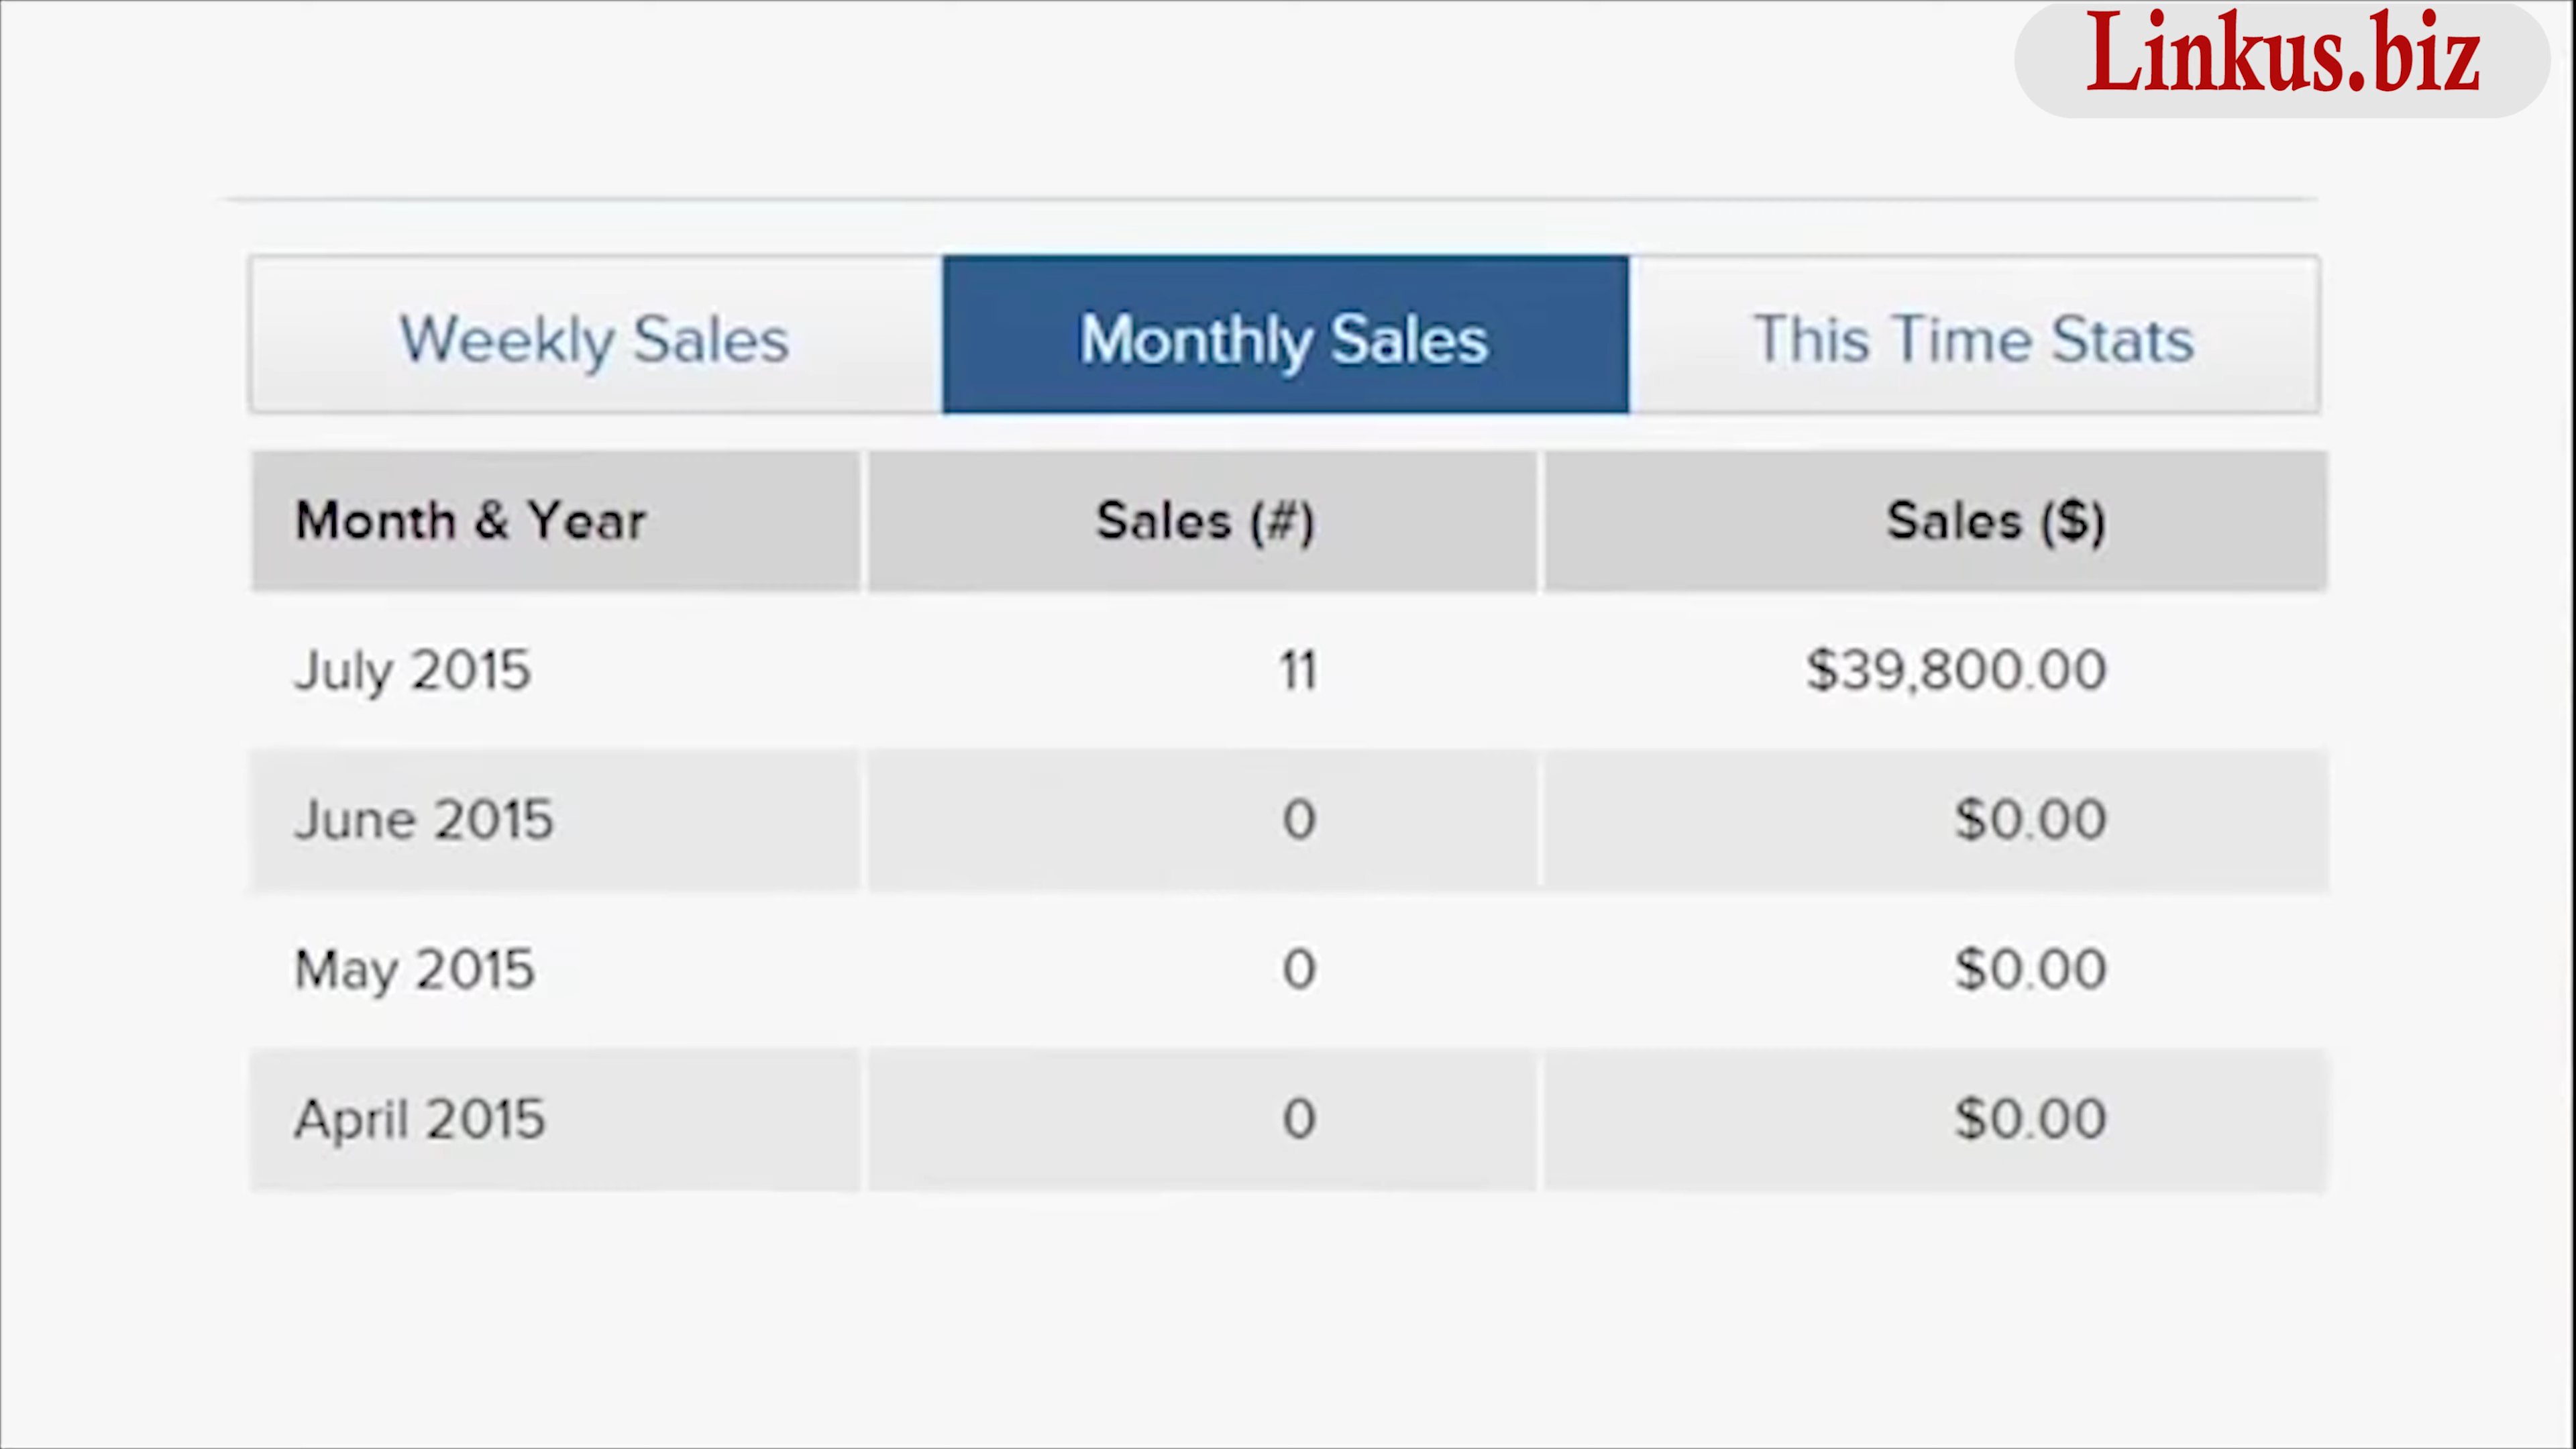 Linkus.biz
Weekly Sales Monthly Sales This Time Stats
Month & Year Sales (#) Sales ($)
July 2015 11 $39,800.00
June 2015 0 $0.00
May 2015 0 $0.00
April 2015 0 $0.00